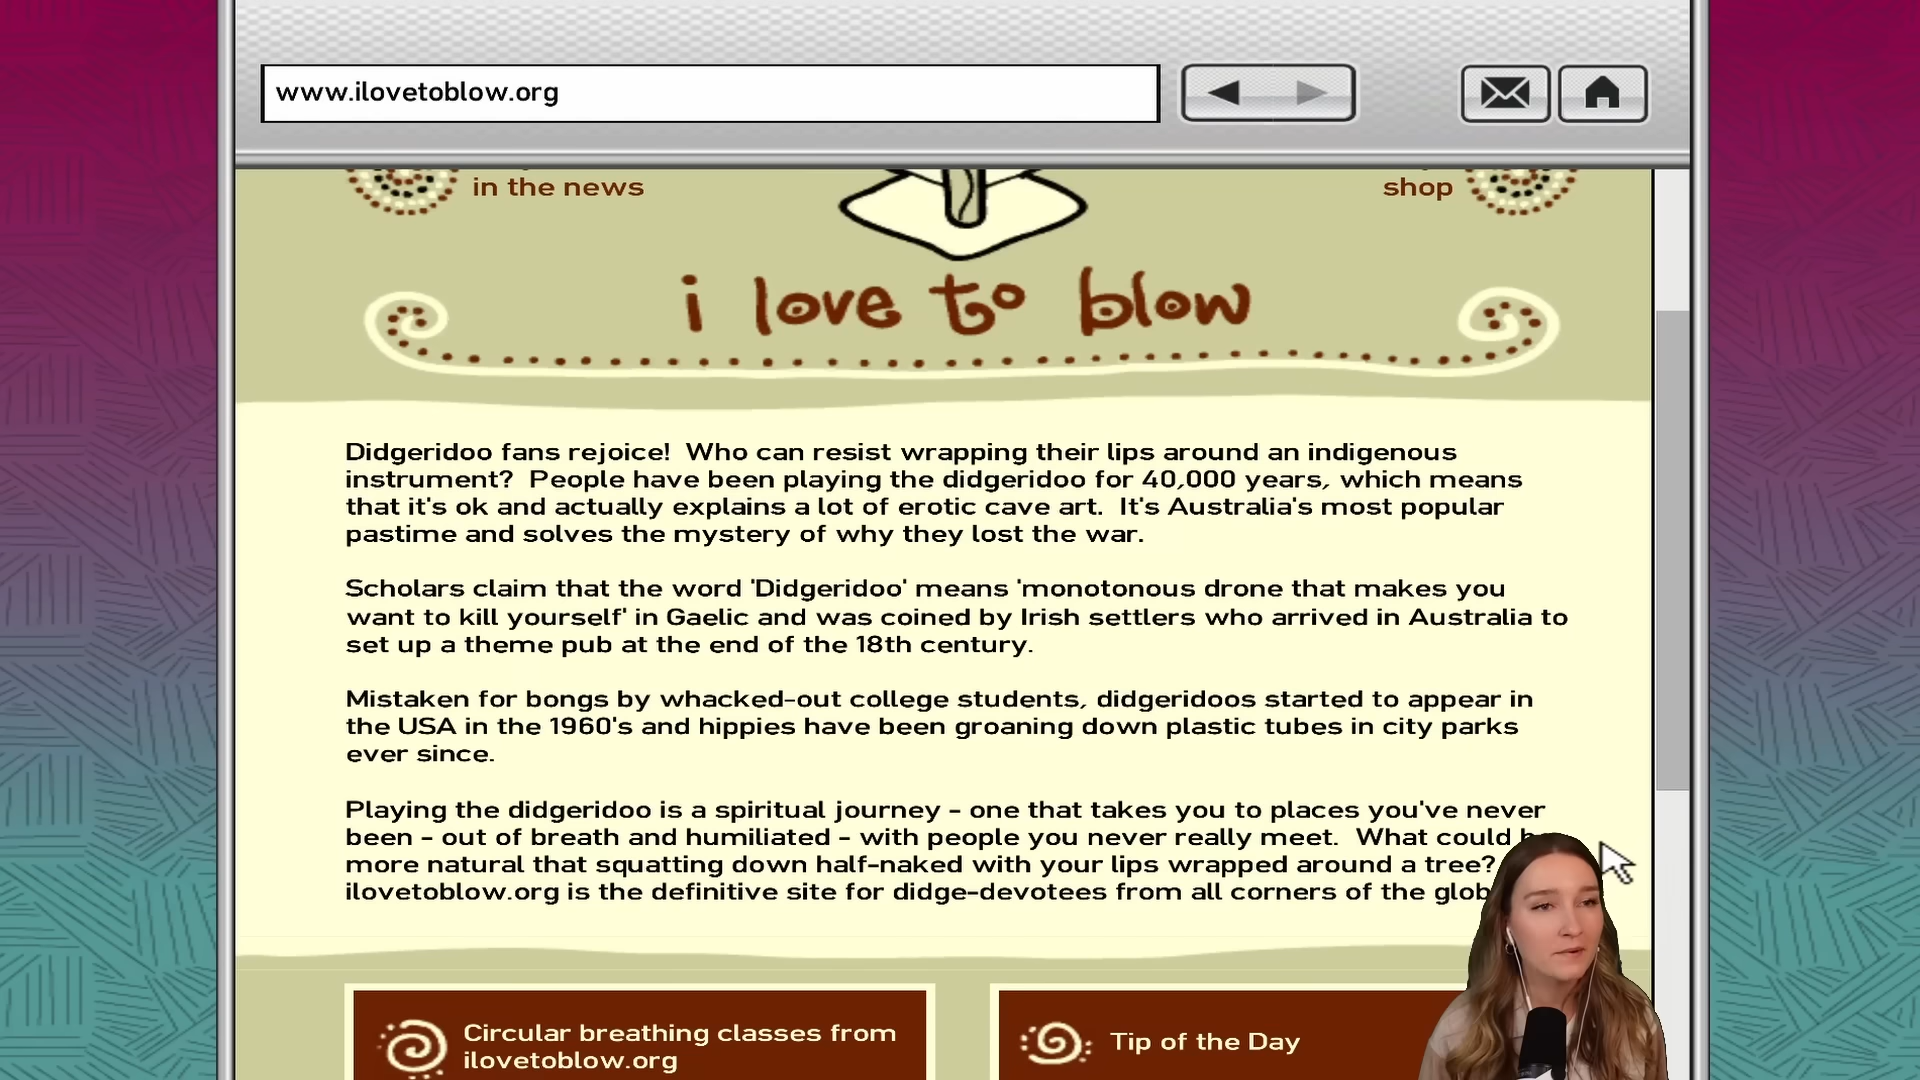 www.ilovetoblow.org
in the news
shop
i love to blow
Didgeridoo fans rejoice!  Who can resist wrapping their lips around an indigenous
instrument?  People have been playing the didgeridoo for 40,000 years, which means
that it's ok and actually explains a lot of erotic cave art.  It's Australia's most popular
pastime and solves the mystery of why they lost the war.
Scholars claim that the word 'Didgeridoo' means 'monotonous drone that makes you
want to kill yourself' in Gaelic and was coined by Irish settlers who arrived in Australia to
set up a theme pub at the end of the 18th century.
Mistaken for bongs by whacked-out college students, didgeridoos started to appear in
the USA in the 1960's and hippies have been groaning down plastic tubes in city parks
ever since.
Playing the didgeridoo is a spiritual journey - one that takes you to places you've never
been - out of breath and humiliated - with people you never really meet.  What could
more natural that squatting down half-naked with your lips wrapped around a tree?
ilovetoblow.org is the definitive site for didge-devotees from all corners of the
Circular breathing classes from
ilovetoblow.org
Tip of the Day